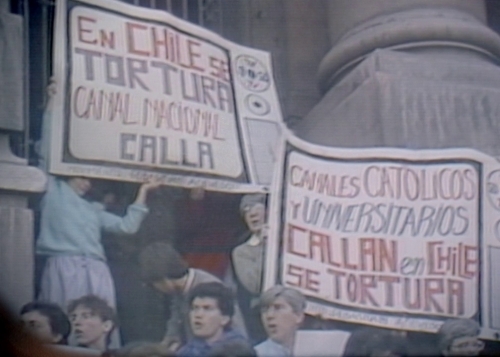 EN CHILE SE
TORTURA
CANAL NACIONAL
CALLA
CANALES CATOLICOS
Y UNIVERSITARIOS
CALLAN en CHILE
SE TORTURA